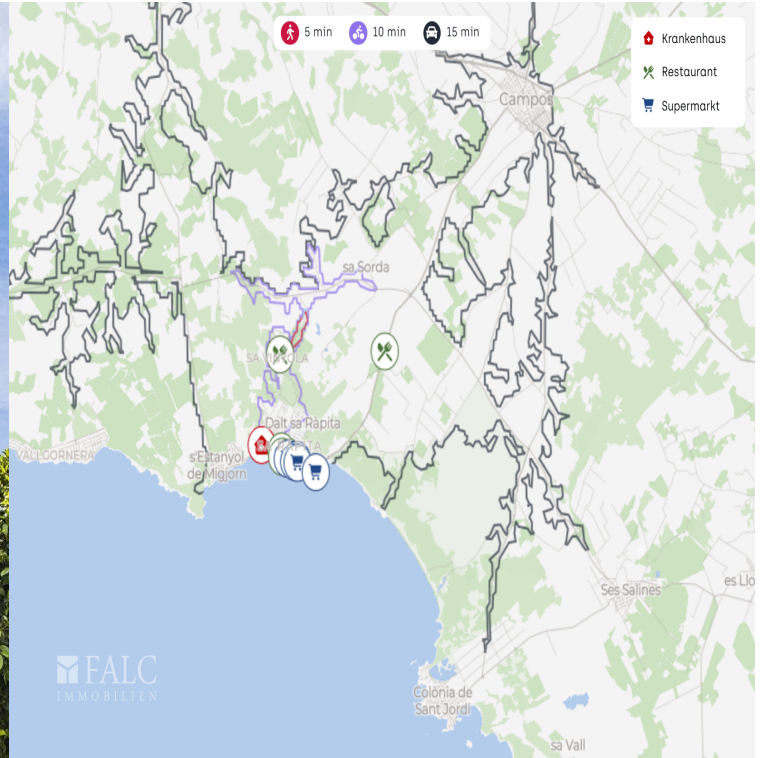 5 min 10 min 15 min
Krankenhaus
Restaurant
Supermarkt
Campos
sa Sorda
Dalt sa Ràpita
VALLGORNERA
s'Estanyol
de Migjorn
Ses Salines
es Llo
FALC
IMMOBILIEN
Colònia de
Sant Jordi
sa Vall